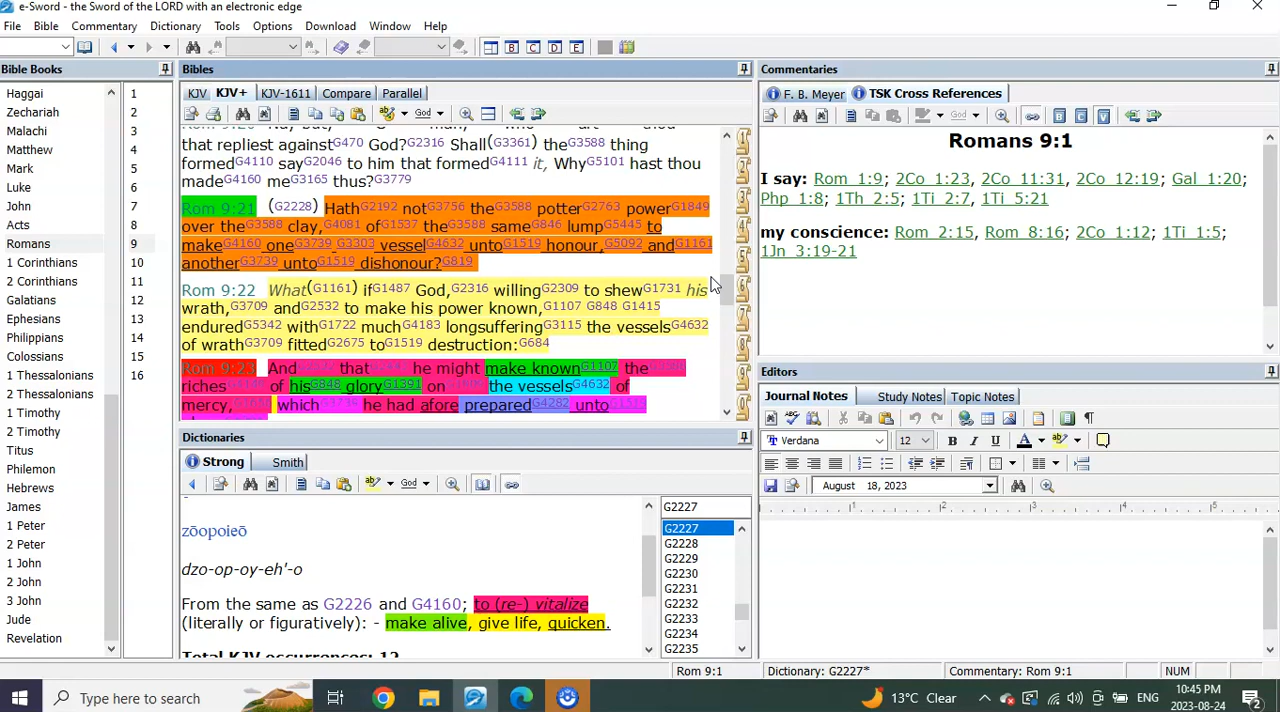 e-Sword - the Sword of the LORD with an electronic edge
File Bible Commentary Dictionary Tools Options Download Window Help
Bible Books
Haggai
Zechariah
Malachi
Matthew
Mark
Luke
John
Acts
Romans
1 Corinthians
2 Corinthians
Galatians
Ephesians
Philippians
Colossians
1 Thessalonians
2 Thessalonians
1 Timothy
2 Timothy
Titus
Philemon
Hebrews
James
1 Peter
2 Peter
1 John
2 John
3 John
Jude
Revelation
1
2
3
4
5
6
7
8
9
10
11
12
13
14
15
16
Bibles
KJV KJV+ KJV-1611 Compare Parallel
God
that repliest against G470 God? G2316 Shall (G3361) the G3588 thing
formed G4110 say G2046 to him that formed G4111 it, Why G5101 hast thou
made G4160 me G3165 thus? G3779
Rom 9:21 (G2228) Hath G2192 not G3756 the G3588 potter G2763 power G1849
over the G3588 clay, G4081 of G1537 the G3588 same G846 lump G5445 to
make G4160 one G3739 G3303 vessel G4632 unto G1519 honour, G5092 and G1161
another G3739 unto G1519 dishonour? G819
Rom 9:22 What (G1161) if G1487 God, G2316 willing G2309 to shew G1731 his
wrath, G3709 and G2532 to make his power known, G1107 G848 G1415
endured G5342 with G1722 much G4183 longsuffering G3115 the vessels G4632
of wrath G3709 fitted G2675 to G1519 destruction: G684
Rom 9:23 And that he might make known G1107 the
riches of his G848 glory G1391 on the vessels G4632 of
mercy, which he had afore prepared G4282 unto
Dictionaries
Strong Smith
God
zōopoieō
dzo-op-oy-eh'-o
From the same as G2226 and G4160; to (re-) vitalize
(literally or figuratively): - make alive, give life, quicken.
Total KJV occurrences: 12
G2227
G2227
G2228
G2229
G2230
G2231
G2232
G2233
G2234
G2235
Commentaries
F. B. Meyer TSK Cross References
God
Romans 9:1
I say: Rom 1:9; 2Co 1:23, 2Co 11:31, 2Co 12:19; Gal 1:20;
Php 1:8; 1Th 2:5; 1Ti 2:7, 1Ti 5:21
my conscience: Rom 2:15, Rom 8:16; 2Co 1:12; 1Ti 1:5;
1Jn 3:19-21
Editors
Journal Notes Study Notes Topic Notes
Verdana 12 B I U A
August 18, 2023
1 2 3 4 5
Rom 9:1 Dictionary: G2227* Commentary: Rom 9:1 NUM
Type here to search
13°C Clear
ENG
10:45 PM
2023-08-24
2